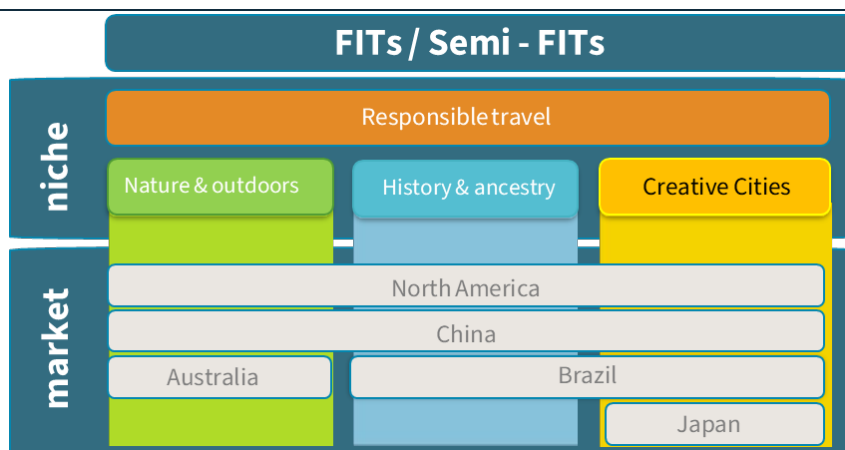 FITs / Semi - FITs
niche
Responsible travel
Nature & outdoors
History & ancestry
Creative Cities
market
North America
China
Australia
Brazil
Japan